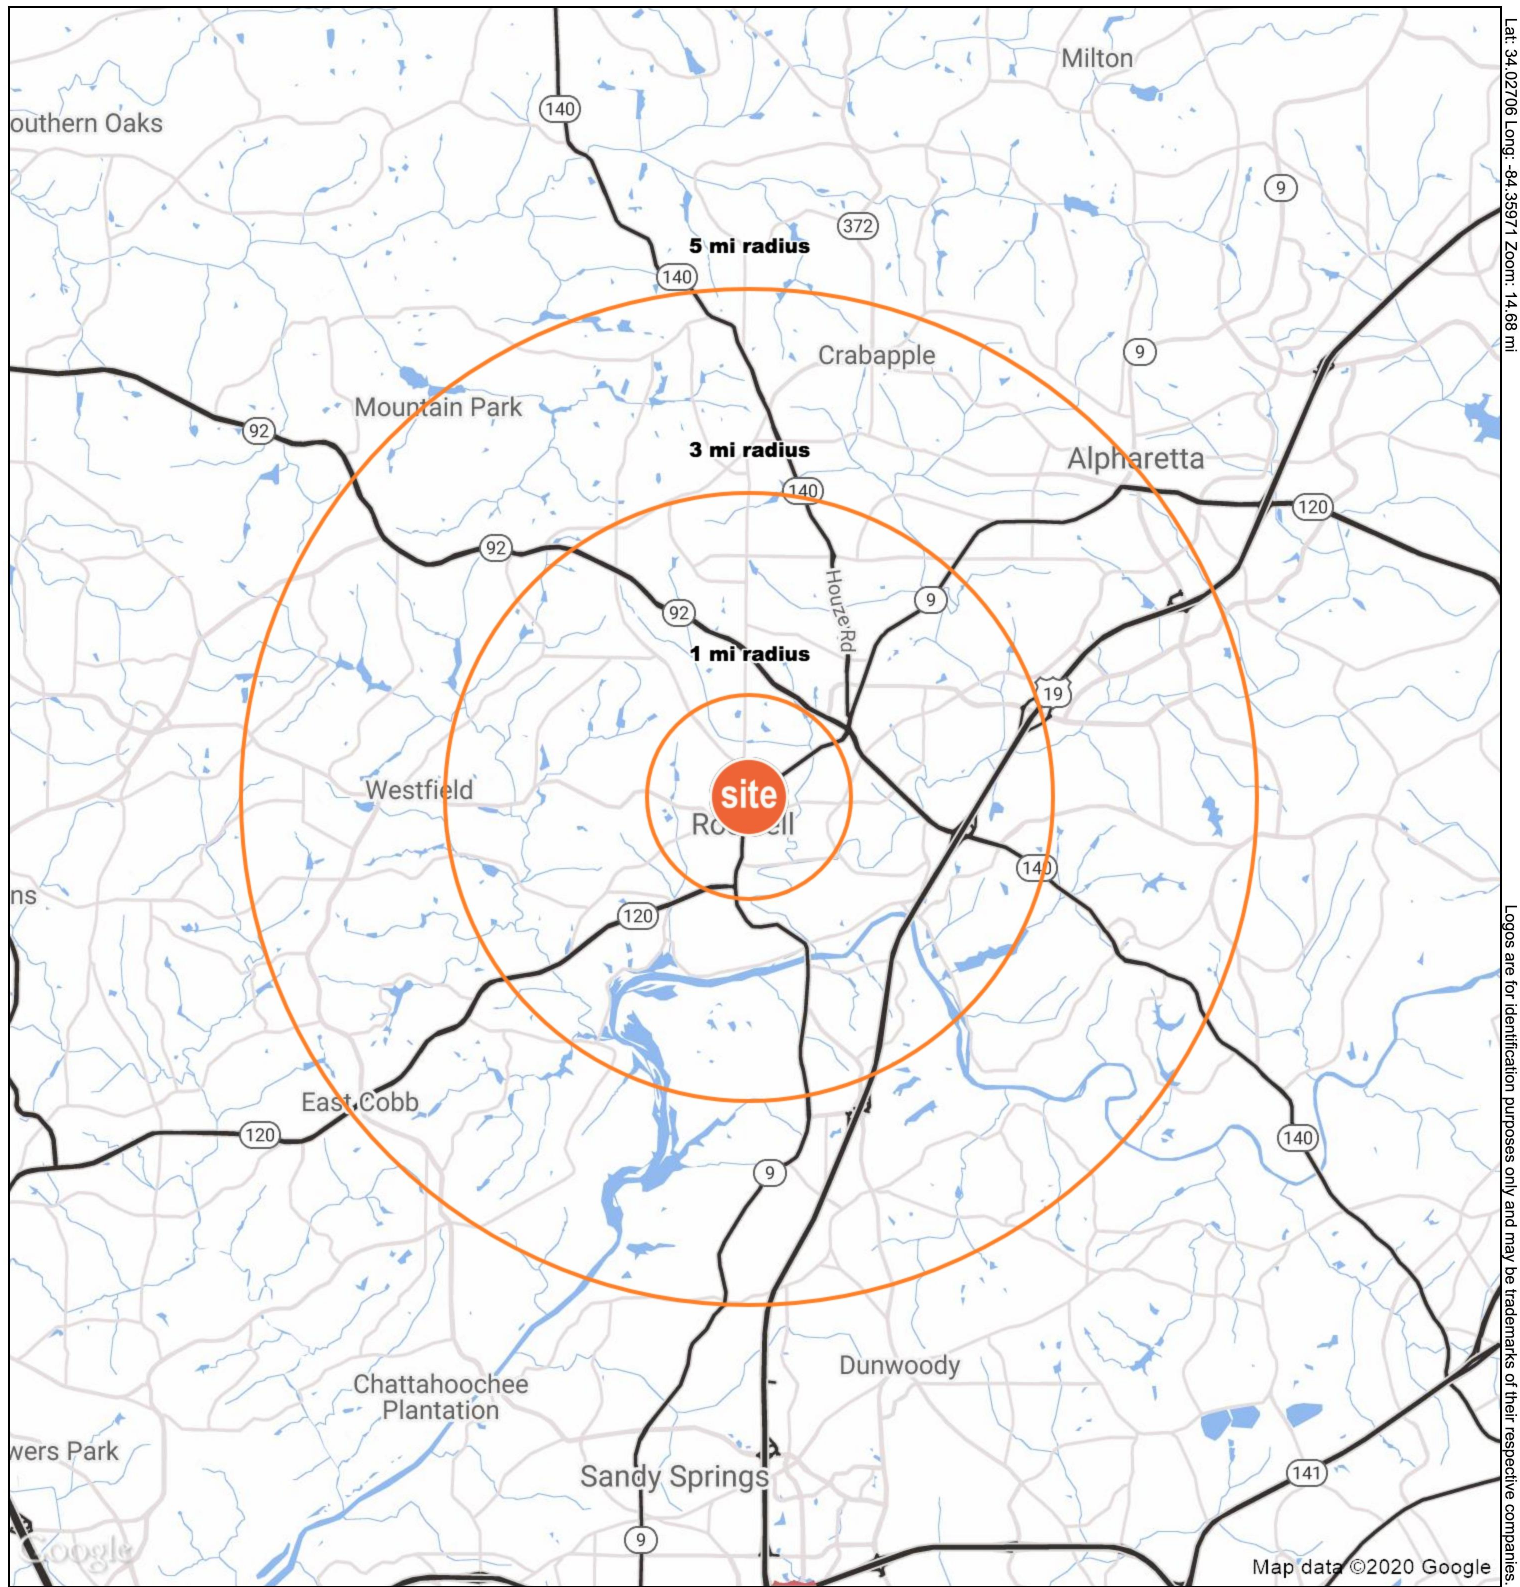 Milton
140
outhern Oaks
9
372
5 mi radius
140
9
Crabapple
Mountain Park
92
3 mi radius
Alpharetta
140
120
92
Houze Rd
9
92
1 mi radius
19
Westfield
site
Ro
ell
140
ns
120
East Cobb
120
140
9
Dunwoody
Chattahoochee
Plantation
wers Park
Sandy Springs
141
9
Google
Map data ©2020 Google
Lat: 34.02706 Long: -84.35971 Zoom: 14.68 mi
Logos are for identification purposes only and may be trademarks of their respective companies.